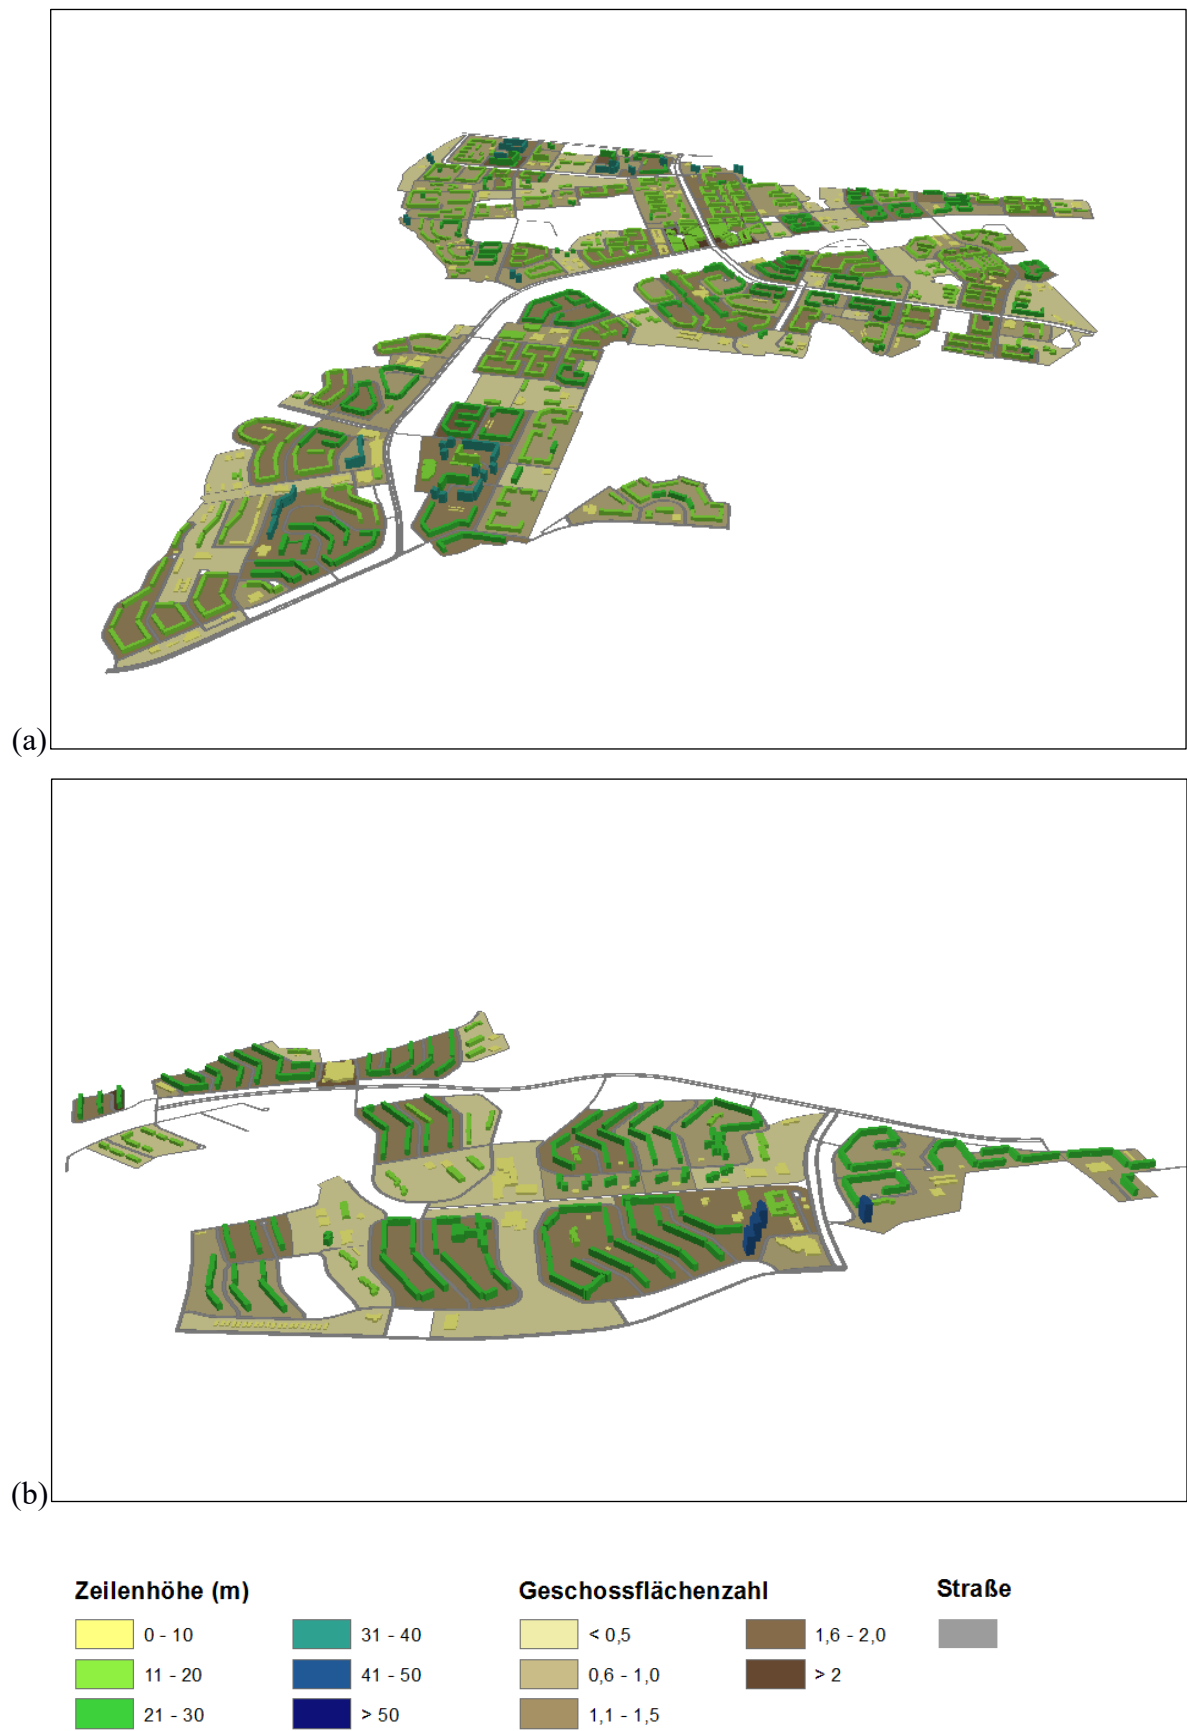 (a)
(b)
Zeilenhöhe (m)
0 - 10
11 - 20
21 - 30
31 - 40
41 - 50
> 50
Geschossflächenzahl
< 0,5
0,6 - 1,0
1,1 - 1,5
1,6 - 2,0
> 2
Straße